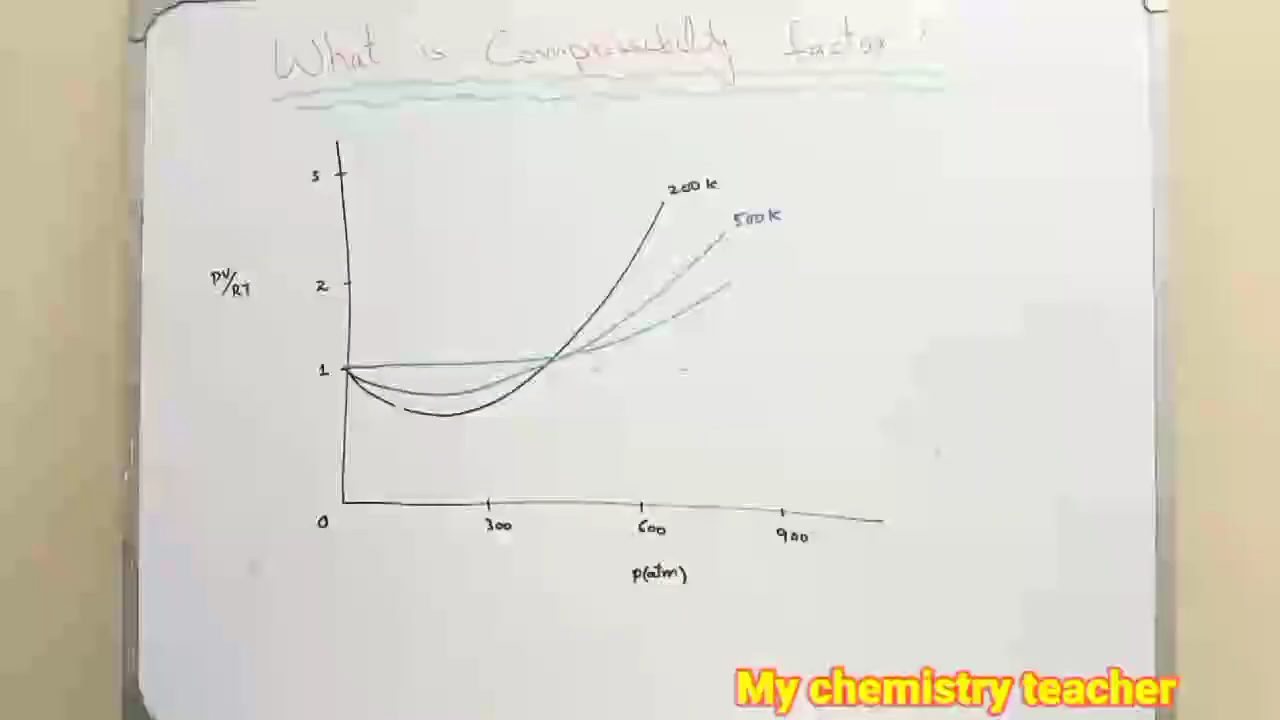 What is Compressibility factor?
3
200 K
500 K
PV/RT
2
1
0
300
600
900
P(atm)
My chemistry teacher